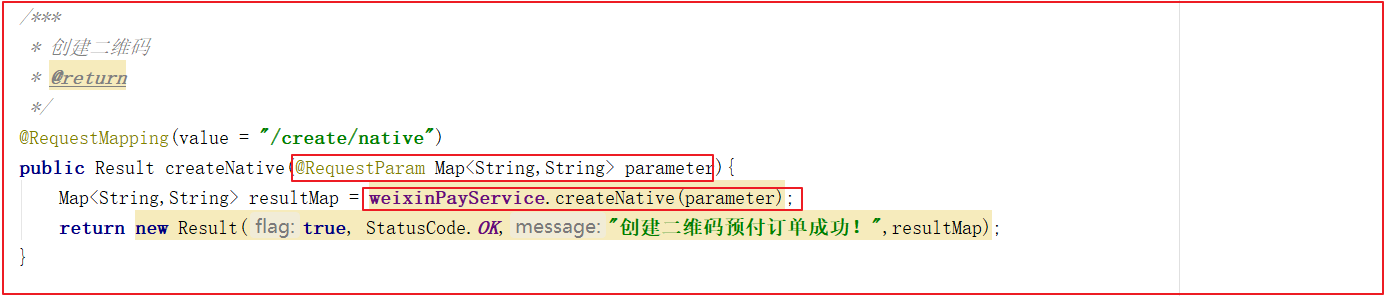 /***
 * 创建二维码
 * @return
 */
@RequestMapping(value = "/create/native")
public Result createNative(@RequestParam Map<String,String> parameter){
    Map<String,String> resultMap = weixinPayService.createNative(parameter);
    return new Result( flag: true, StatusCode.OK, message: "创建二维码预付订单成功！",resultMap);
}